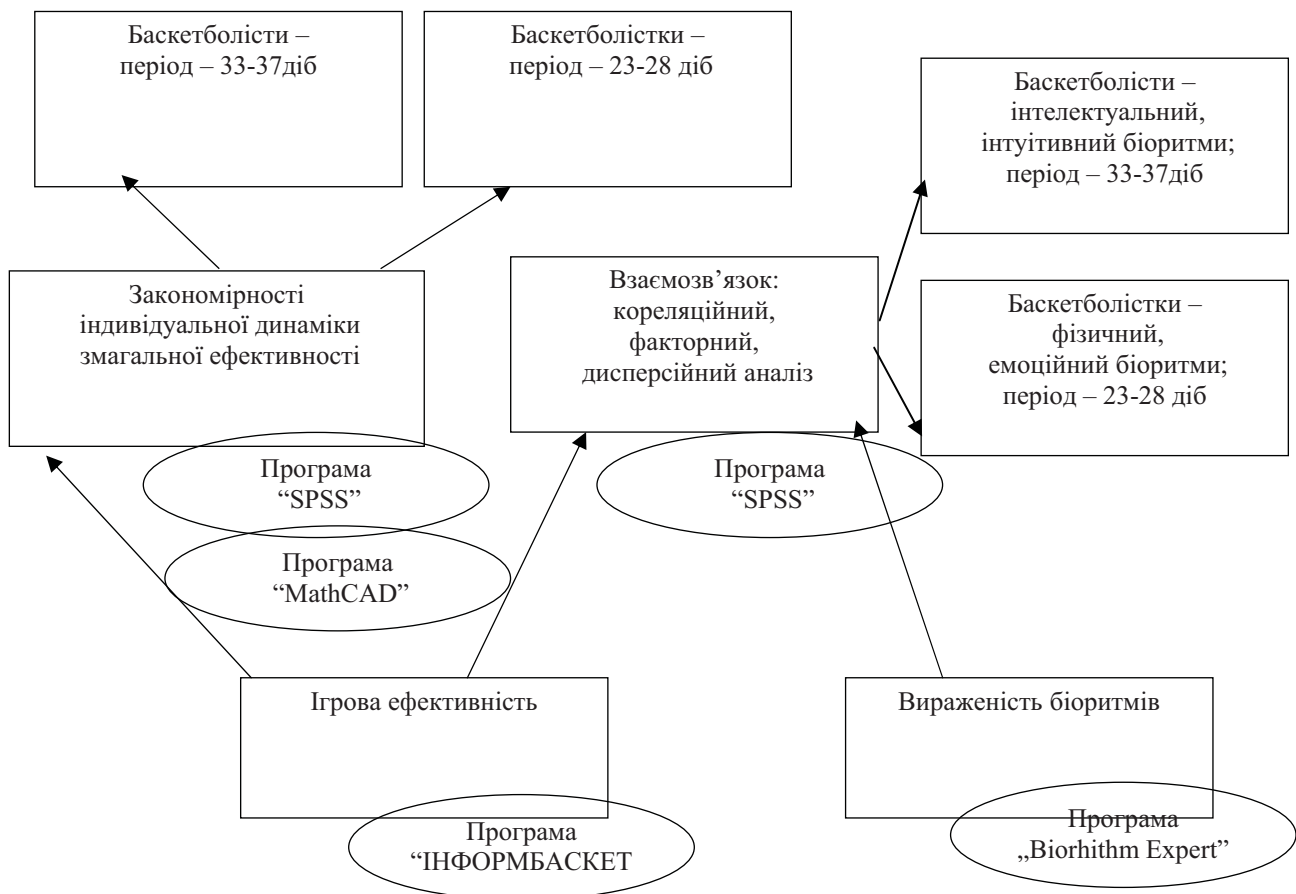 Баскетболісти –
період – 33-37діб
Баскетболістки –
період – 23-28 діб
Баскетболісти –
інтелектуальний,
інтуітивний біоритми;
період – 33-37діб
Закономірності
індивідуальної динаміки
змагальної ефективності
Взаємозв’язок:
кореляційний,
факторний,
дисперсійний аналіз
Баскетболістки –
фізичний,
емоційний біоритми;
період – 23-28 діб
Програма
“SPSS”
Програма
“SPSS”
Програма
“MathCAD”
Ігрова ефективність
Вираженість біоритмів
Програма
“ІНФОРМБАСКЕТ
Програма
„Biorhithm Expert”